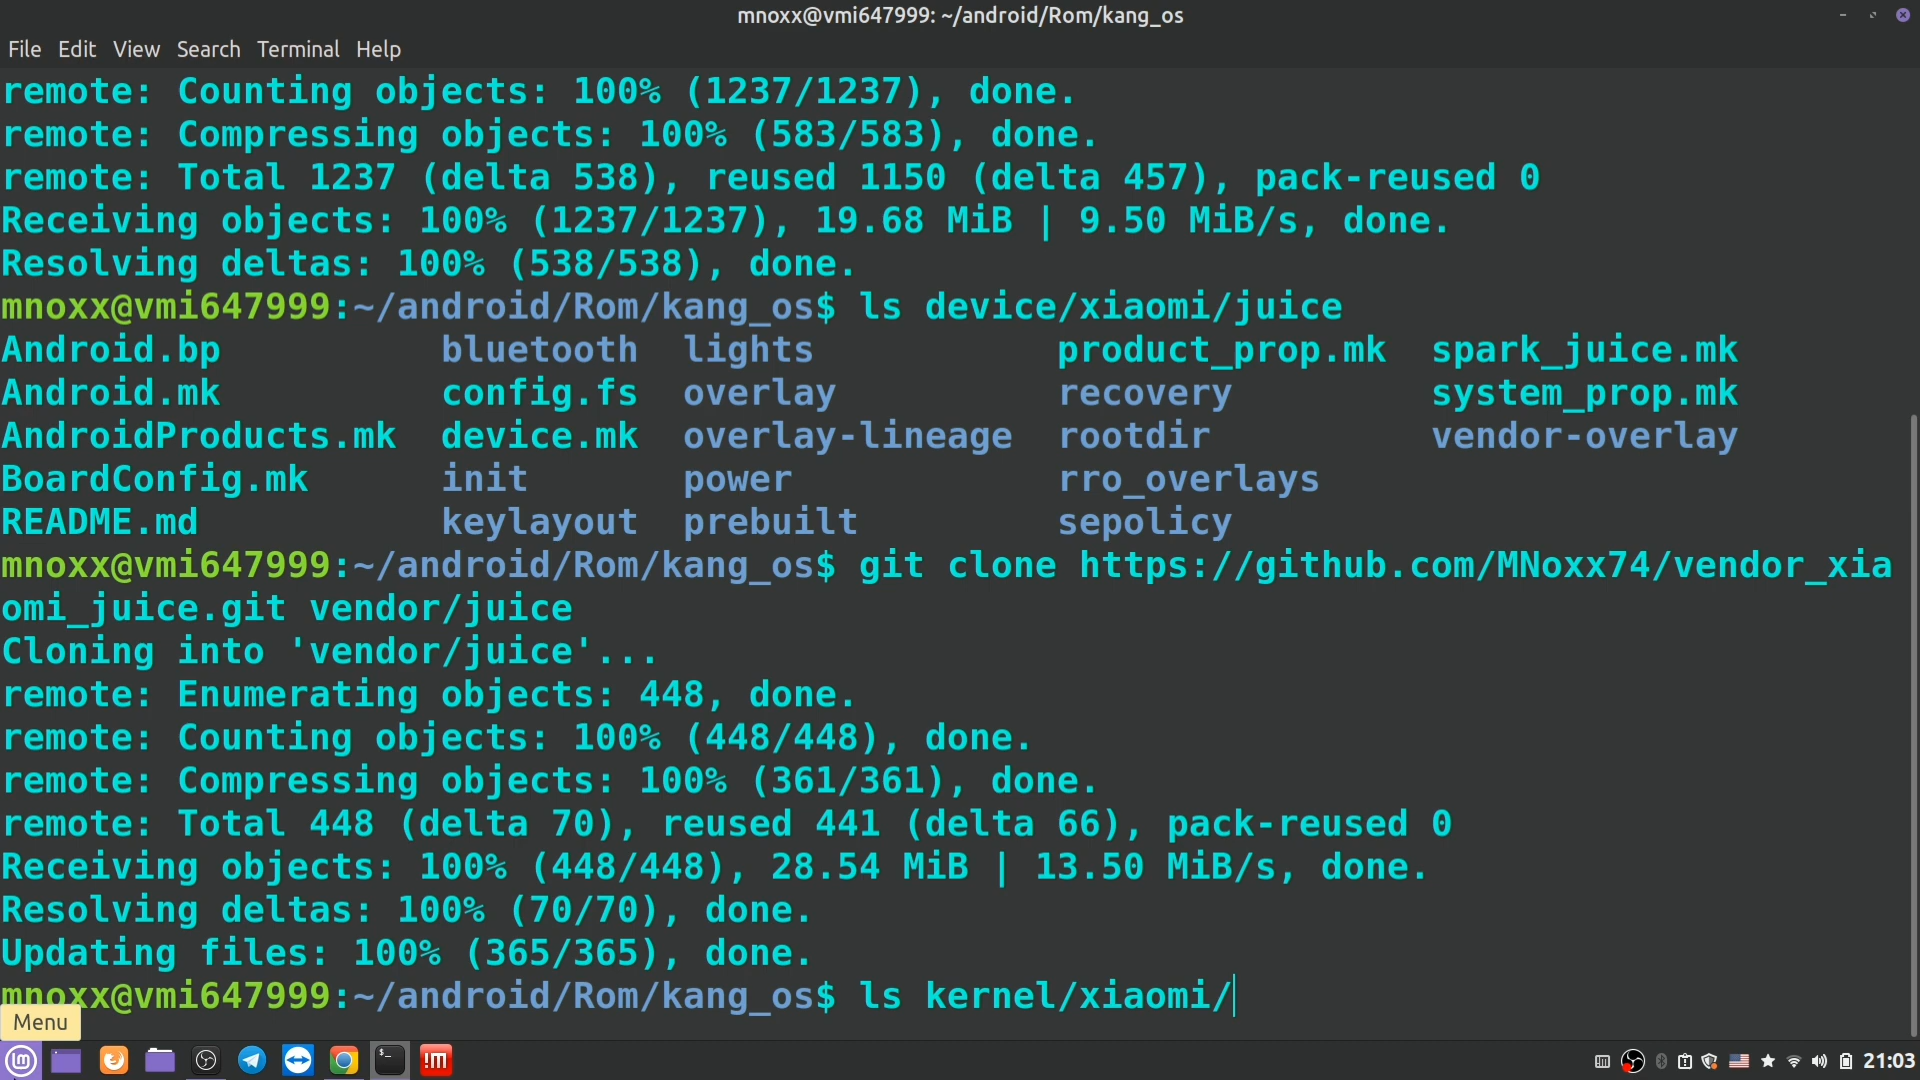 mnoxx@vmi647999: ~/android/Rom/kang_os
File Edit View Search Terminal Help
remote: Counting objects: 100% (1237/1237), done.
remote: Compressing objects: 100% (583/583), done.
remote: Total 1237 (delta 538), reused 1150 (delta 457), pack-reused 0
Receiving objects: 100% (1237/1237), 19.68 MiB | 9.50 MiB/s, done.
Resolving deltas: 100% (538/538), done.
mnoxx@vmi647999:~/android/Rom/kang_os$ ls device/xiaomi/juice
Android.bp bluetooth lights product_prop.mk spark_juice.mk
Android.mk config.fs overlay recovery system_prop.mk
AndroidProducts.mk device.mk overlay-lineage rootdir vendor-overlay
BoardConfig.mk init power rro_overlays
README.md keylayout prebuilt sepolicy
mnoxx@vmi647999:~/android/Rom/kang_os$ git clone https://github.com/MNoxx74/vendor_xia
omi_juice.git vendor/juice
Cloning into 'vendor/juice'...
remote: Enumerating objects: 448, done.
remote: Counting objects: 100% (448/448), done.
remote: Compressing objects: 100% (361/361), done.
remote: Total 448 (delta 70), reused 441 (delta 66), pack-reused 0
Receiving objects: 100% (448/448), 28.54 MiB | 13.50 MiB/s, done.
Resolving deltas: 100% (70/70), done.
Updating files: 100% (365/365), done.
mnoxx@vmi647999:~/android/Rom/kang_os$ ls kernel/xiaomi/
Menu
21:03